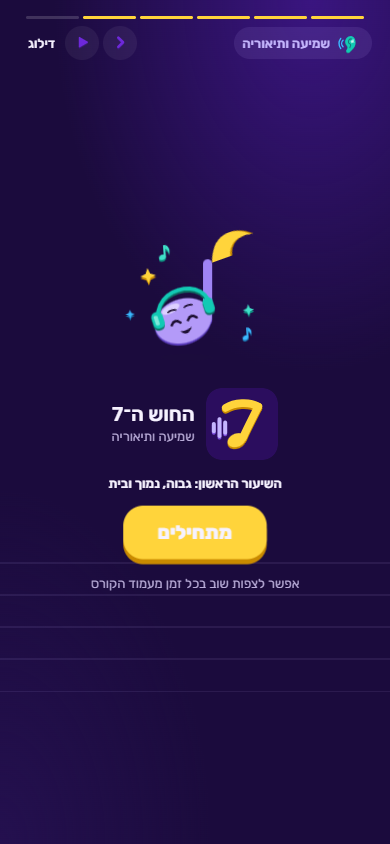 שמיעה ותיאוריה
דילוג
החוש ה־7
שמיעה ותיאוריה
השיעור הראשון: גבוה, נמוך ובית
מתחילים
אפשר לצפות שוב בכל זמן מעמוד הקורס